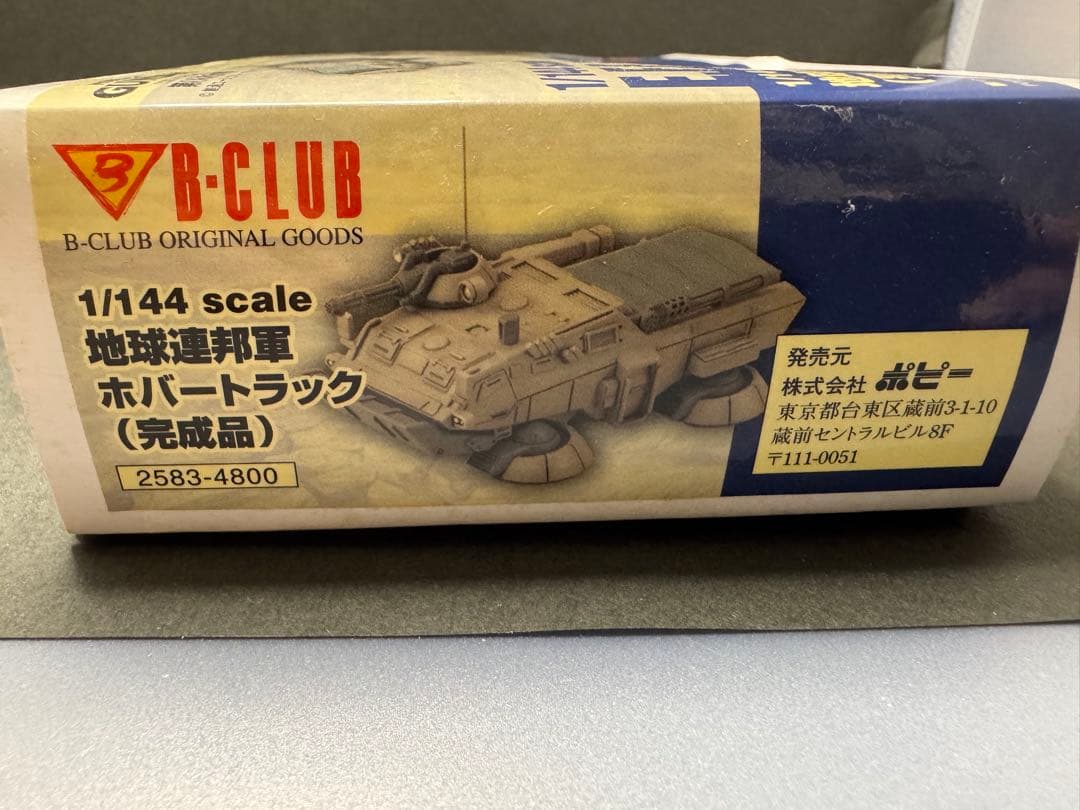 B-CLUB
B-CLUB ORIGINAL GOODS
1/144 scale
地球連邦軍
ホバートラック
（完成品）
2583-4800
発売元
株式会社 ポピー
東京都台東区蔵前3-1-10
蔵前セントラルビル8F
〒111-0051